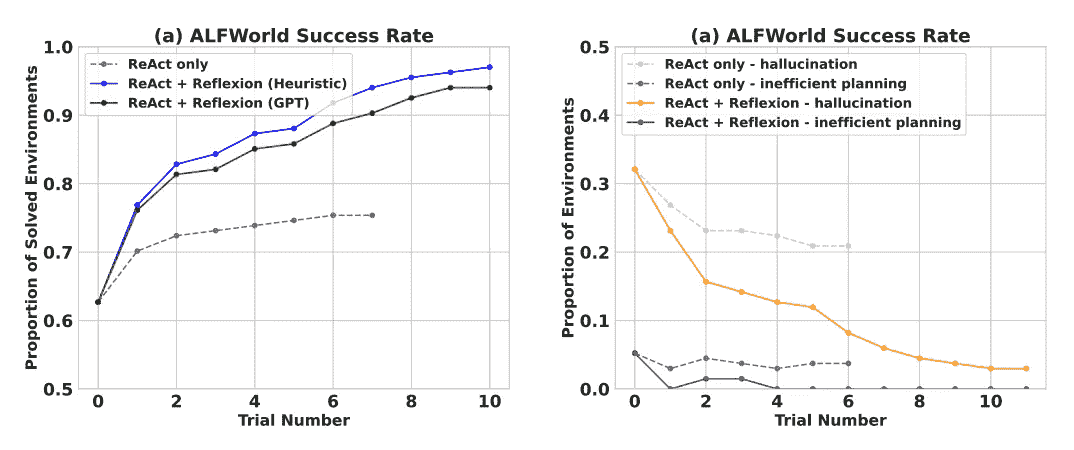 (a) ALFWorld Success Rate
Proportion of Solved Environments
1.0
0.9
0.8
0.7
0.6
0.5
ReAct only
ReAct + Reflexion (Heuristic)
ReAct + Reflexion (GPT)
0 2 4 6 8 10
Trial Number
(a) ALFWorld Success Rate
Proportion of Environments
0.5
0.4
0.3
0.2
0.1
0.0
ReAct only - hallucination
ReAct only - inefficient planning
ReAct + Reflexion - hallucination
ReAct + Reflexion - inefficient planning
0 2 4 6 8 10
Trial Number